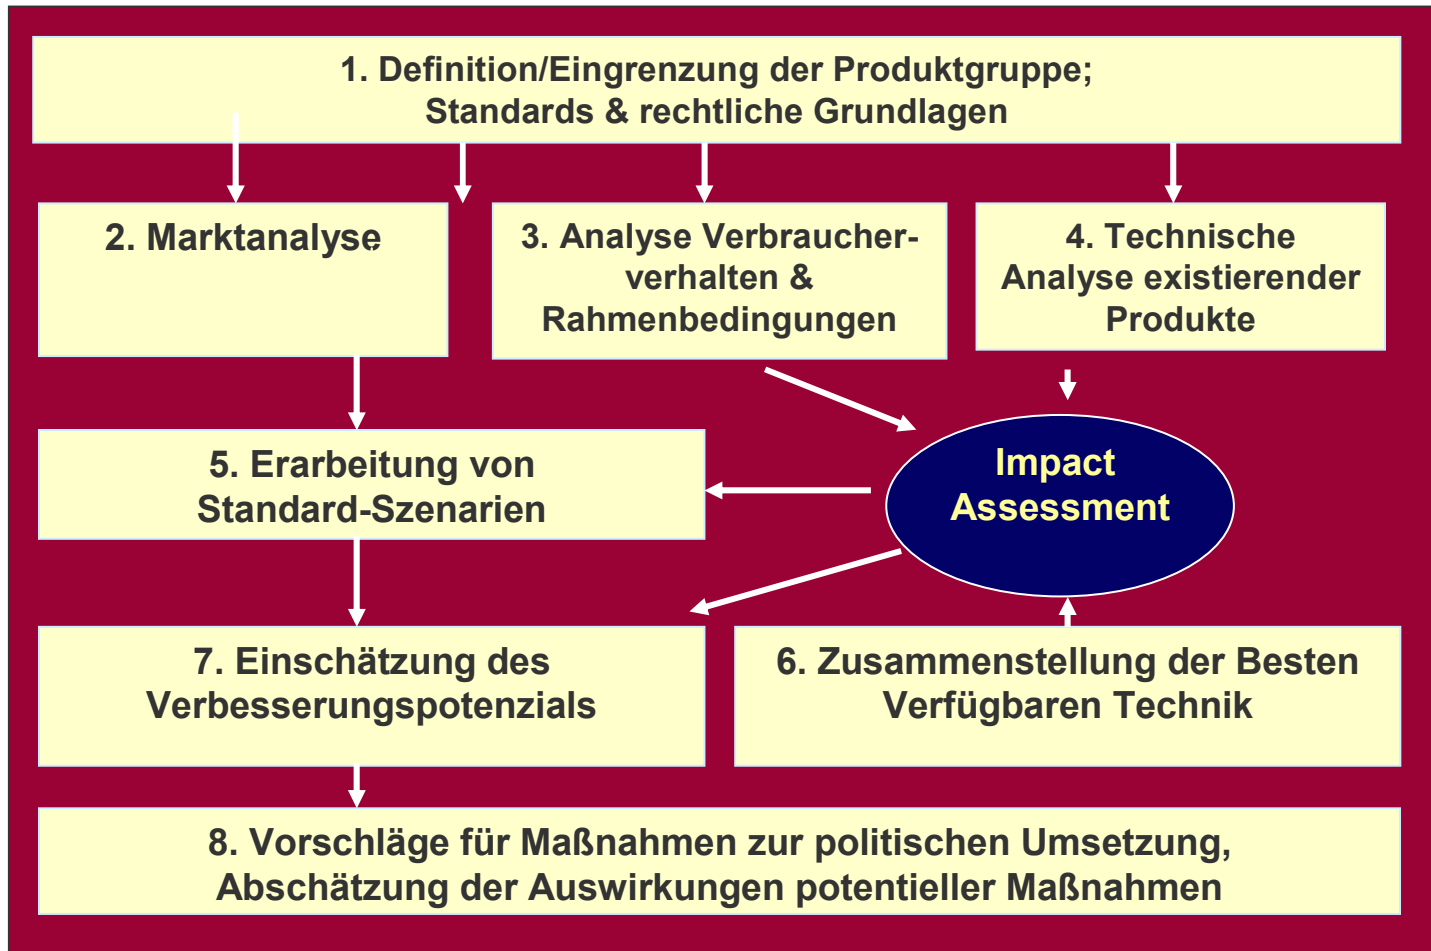 1. Definition/Eingrenzung der Produktgruppe;
Standards & rechtliche Grundlagen
2. Marktanalyse
3. Analyse Verbraucher-
verhalten &
Rahmenbedingungen
4. Technische
Analyse existierender
Produkte
5. Erarbeitung von
Standard-Szenarien
Impact
Assessment
7. Einschätzung des
Verbesserungspotenzials
6. Zusammenstellung der Besten
Verfügbaren Technik
8. Vorschläge für Maßnahmen zur politischen Umsetzung,
Abschätzung der Auswirkungen potentieller Maßnahmen